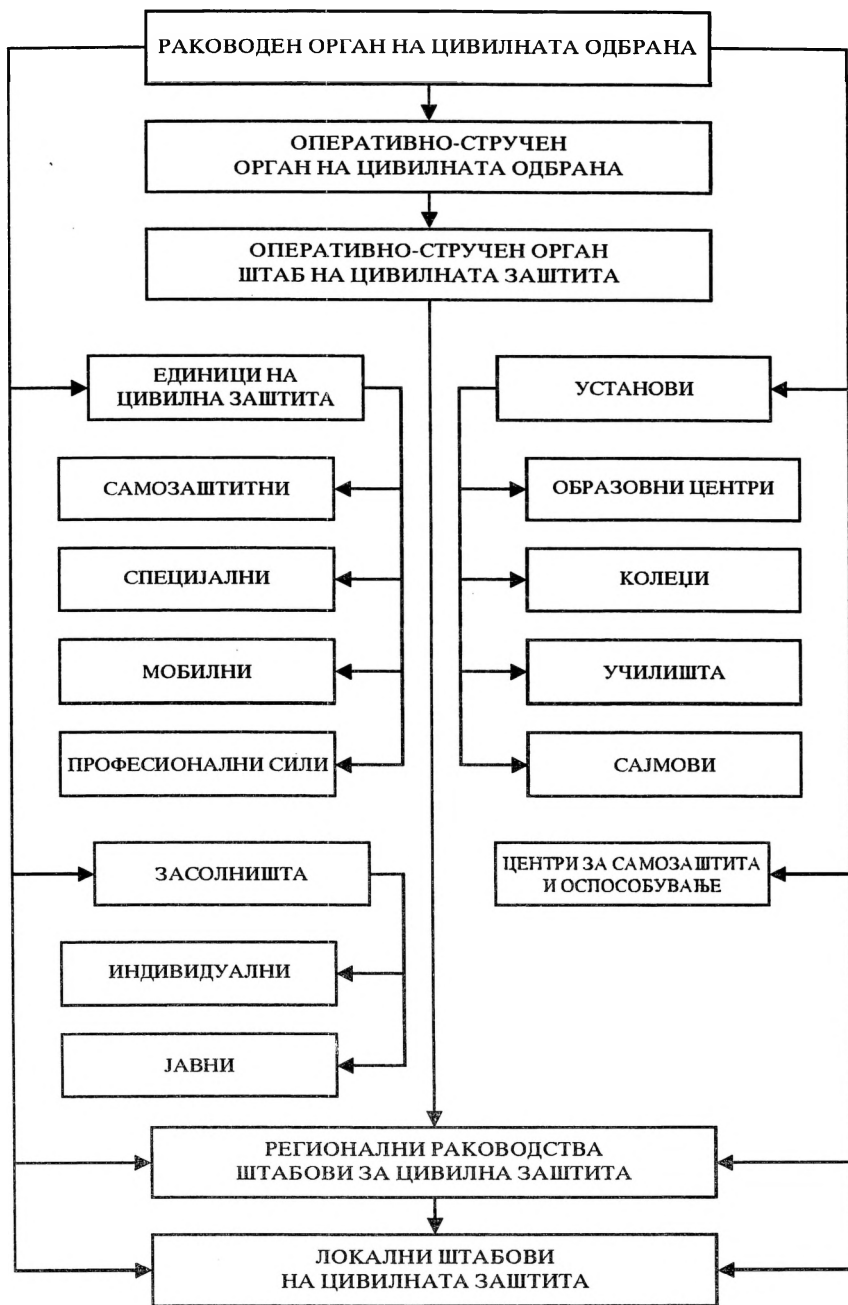 РАКОВОДЕН ОРГАН НА ЦИВИЛНАТА ОДБРАНА
ОПЕРАТИВНО-СТРУЧЕН
ОРГАН НА ЦИВИЛНАТА ОДБРАНА
ОПЕРАТИВНО-СТРУЧЕН ОРГАН
ШТАБ НА ЦИВИЛНАТА ЗАШТИТА
ЕДИНИЦИ НА
ЦИВИЛНА ЗАШТИТА
САМОЗАШТИТНИ
СПЕЦИЈАЛНИ
МОБИЛНИ
ПРОФЕСИОНАЛНИ СИЛИ
УСТАНОВИ
ОБРАЗОВНИ ЦЕНТРИ
КОЛЕЏИ
УЧИЛИШТА
САЈМОВИ
ЗАСОЛНИШТА
ИНДИВИДУАЛНИ
ЈАВНИ
ЦЕНТРИ ЗА САМОЗАШТИТА
И ОСПОСОБУВАЊЕ
РЕГИОНАЛНИ РАКОВОДСТВА
ШТАБОВИ ЗА ЦИВИЛНА ЗАШТИТА
ЛОКАЛНИ ШТАБОВИ
НА ЦИВИЛНАТА ЗАШТИТА